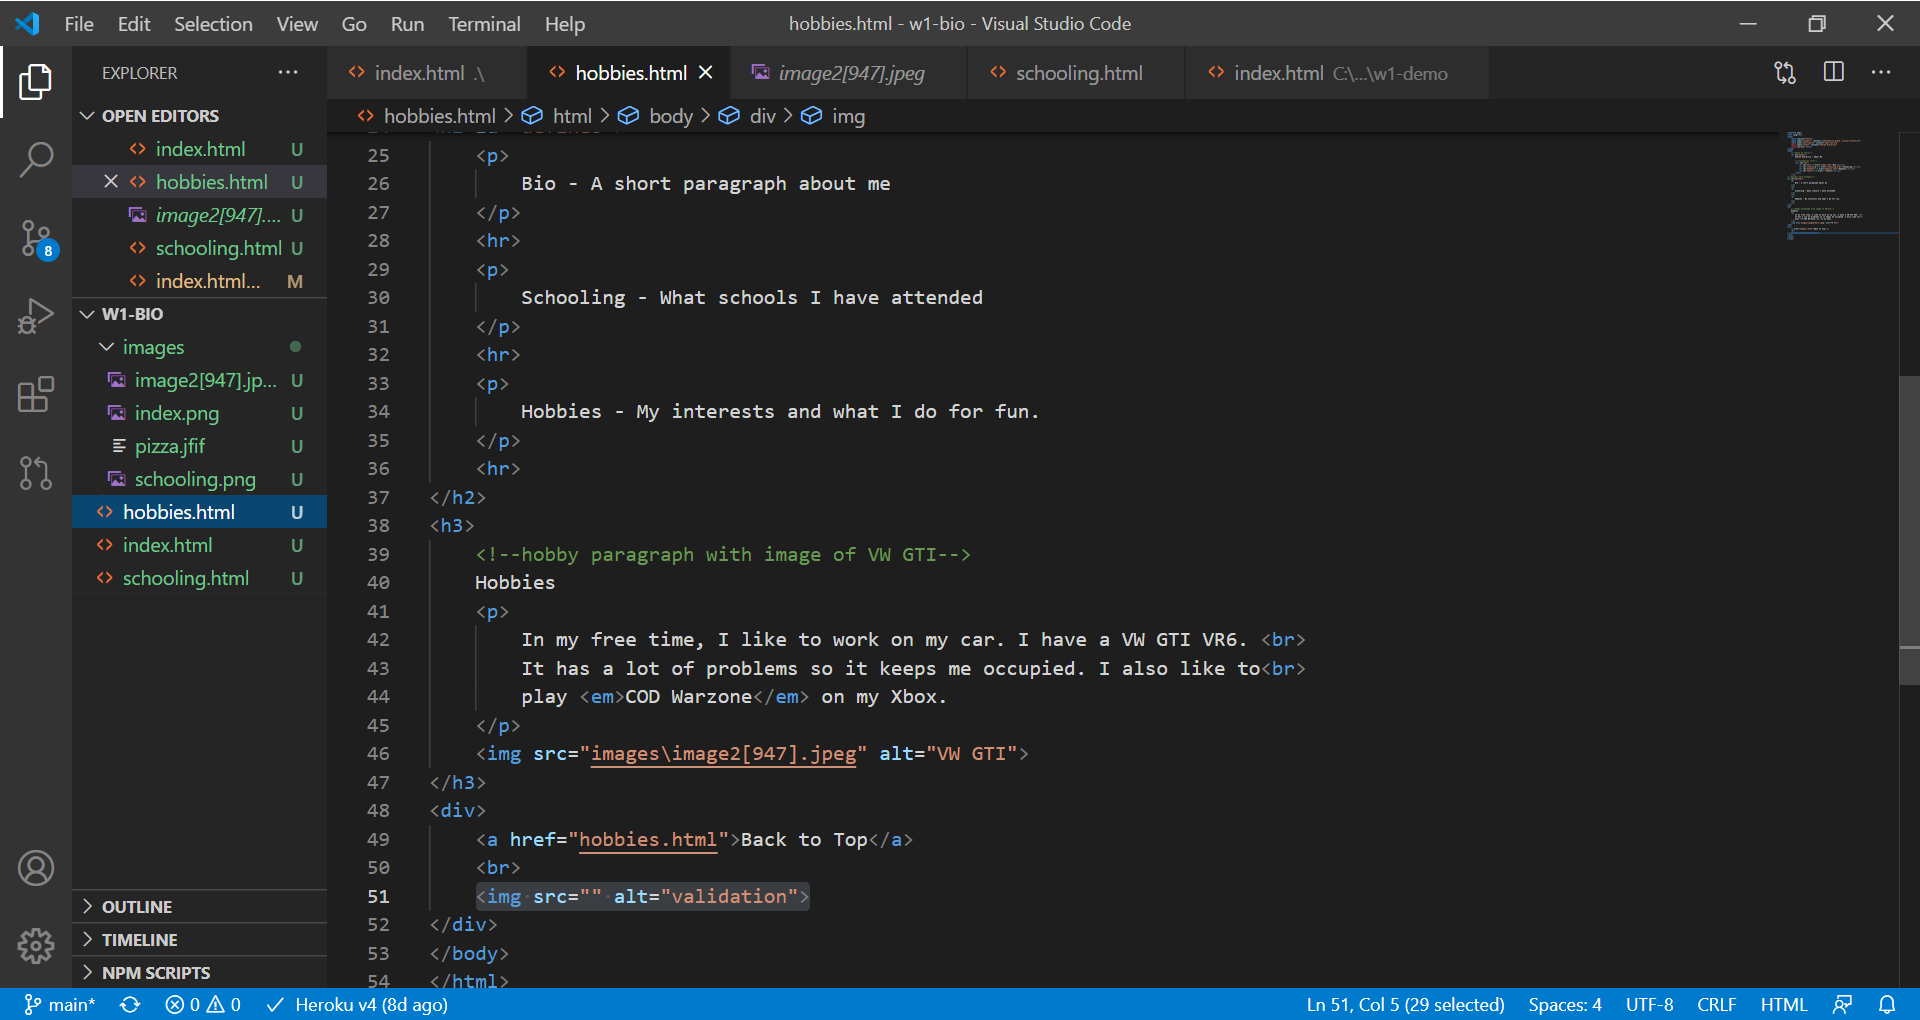 File Edit Selection View Go Run Terminal Help
hobbies.html - w1-bio - Visual Studio Code
EXPLORER
index.html .\
hobbies.html
image2[947].jpeg
schooling.html
index.html C:\...\w1-demo
hobbies.html > html > body > div > img
OPEN EDITORS
index.html U
hobbies.html U
image2[947].... U
schooling.html U
index.html... M
W1-BIO
images
image2[947].jp... U
index.png U
pizza.jfif U
schooling.png U
hobbies.html U
index.html U
schooling.html U
OUTLINE
TIMELINE
NPM SCRIPTS
8
25 <p>
26 Bio - A short paragraph about me
27 </p>
28 <hr>
29 <p>
30 Schooling - What schools I have attended
31 </p>
32 <hr>
33 <p>
34 Hobbies - My interests and what I do for fun.
35 </p>
36 <hr>
37 </h2>
38 <h3>
39 <!--hobby paragraph with image of VW GTI-->
40 Hobbies
41 <p>
42 In my free time, I like to work on my car. I have a VW GTI VR6. <br>
43 It has a lot of problems so it keeps me occupied. I also like to<br>
44 play <em>COD Warzone</em> on my Xbox.
45 </p>
46 <img src="images\image2[947].jpeg" alt="VW GTI">
47 </h3>
48 <div>
49 <a href="hobbies.html">Back to Top</a>
50 <br>
51 <img src="" alt="validation">
52 </div>
53 </body>
54 </html>
main* 0 0 Heroku v4 (8d ago)
Ln 51, Col 5 (29 selected) Spaces: 4 UTF-8 CRLF HTML